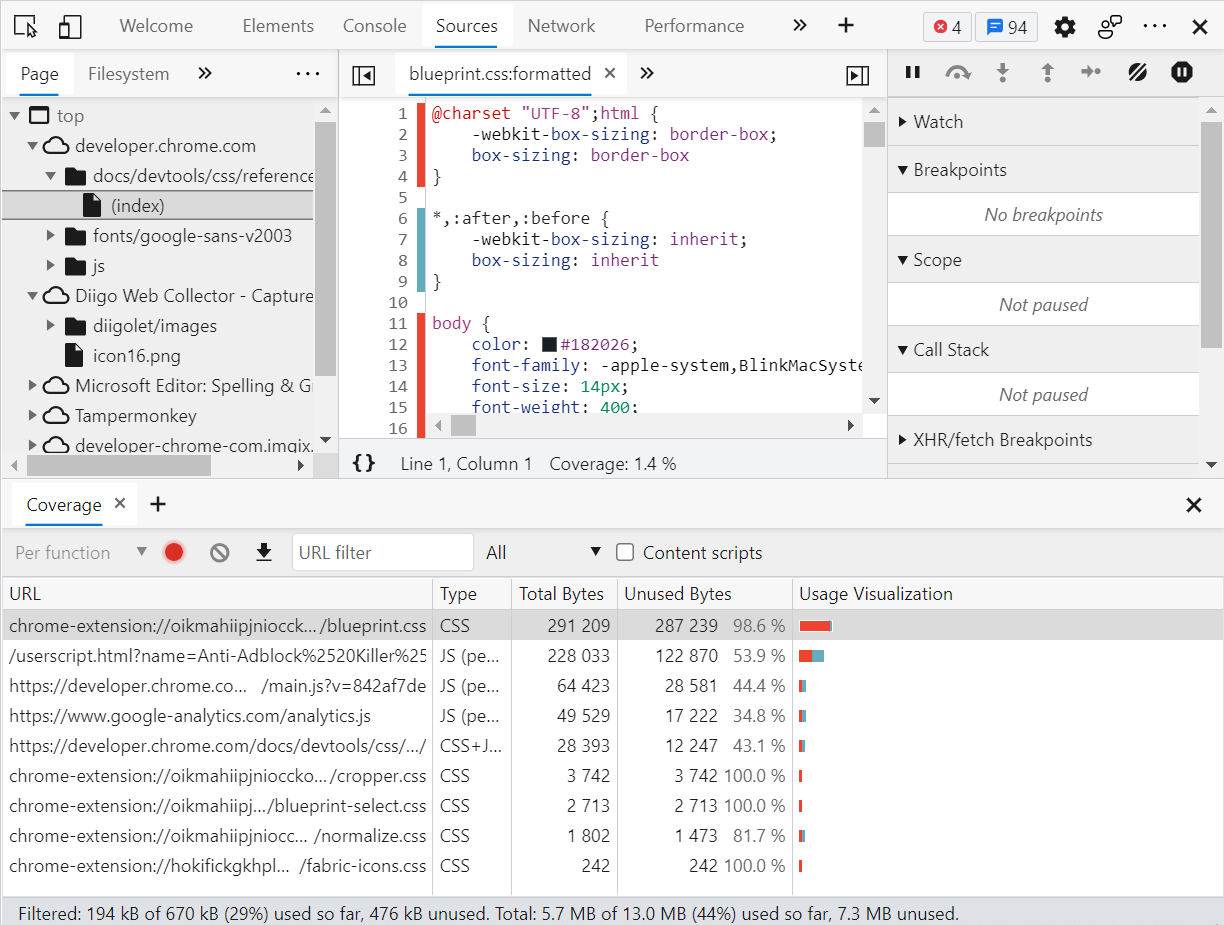 Welcome Elements Console Sources Network Performance » + 4 94
Page Filesystem »
top
developer.chrome.com
docs/devtools/css/reference
(index)
fonts/google-sans-v2003
js
Diigo Web Collector - Capture
diigolet/images
icon16.png
Microsoft Editor: Spelling & G
Tampermonkey
developer-chrome-com.imgix.
blueprint.css:formatted × »
1 @charset "UTF-8";html {
2 -webkit-box-sizing: border-box;
3 box-sizing: border-box
4 }
5
6 *,:after,:before {
7 -webkit-box-sizing: inherit;
8 box-sizing: inherit
9 }
10
11 body {
12 color: #182026;
13 font-family: -apple-system,BlinkMacSyste
14 font-size: 14px;
15 font-weight: 400;
16
{} Line 1, Column 1 Coverage: 1.4 %
Watch
Breakpoints
No breakpoints
Scope
Not paused
Call Stack
Not paused
XHR/fetch Breakpoints
Coverage × +
Per function URL filter All Content scripts
URL Type Total Bytes Unused Bytes Usage Visualization
chrome-extension://oikmahiipjniocck… /blueprint.css CSS 291 209 287 239 98.6 %
/userscript.html?name=Anti-Adblock%2520Killer%25 JS (pe… 228 033 122 870 53.9 %
https://developer.chrome.co… /main.js?v=842af7de JS (pe… 64 423 28 581 44.4 %
https://www.google-analytics.com/analytics.js JS (pe… 49 529 17 222 34.8 %
https://developer.chrome.com/docs/devtools/css/…/ CSS+J… 28 393 12 247 43.1 %
chrome-extension://oikmahiipjnioccko…/cropper.css CSS 3 742 3 742 100.0 %
chrome-extension://oikmahiipj…/blueprint-select.css CSS 2 713 2 713 100.0 %
chrome-extension://oikmahiipjniocc… /normalize.css CSS 1 802 1 473 81.7 %
chrome-extension://hokifickgkhpl… /fabric-icons.css CSS 242 242 100.0 %
Filtered: 194 kB of 670 kB (29%) used so far, 476 kB unused. Total: 5.7 MB of 13.0 MB (44%) used so far, 7.3 MB unused.